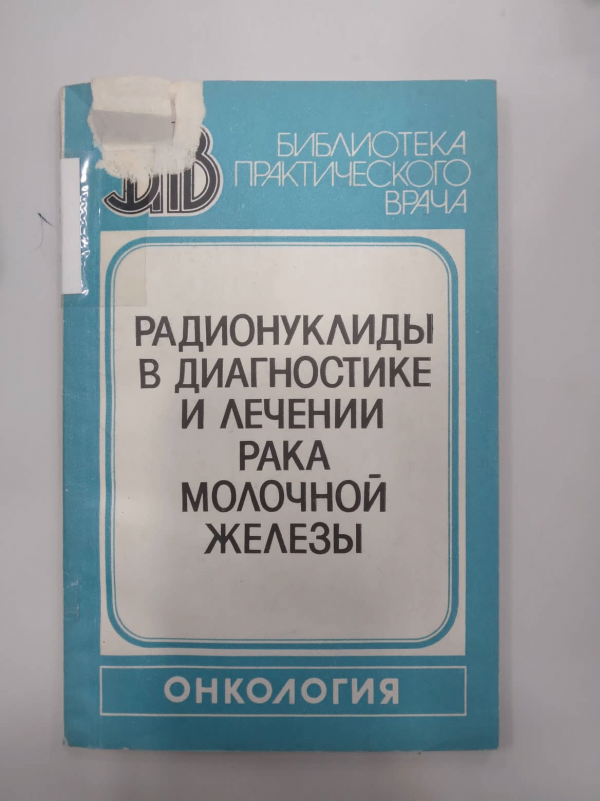 БИБЛИОТЕКА
ПРАКТИЧЕСКОГО
ВРАЧА
РАДИОНУКЛИДЫ
В ДИАГНОСТИКЕ
И ЛЕЧЕНИИ
РАКА
МОЛОЧНОЙ
ЖЕЛЕЗЫ
ОНКОЛОГИЯ